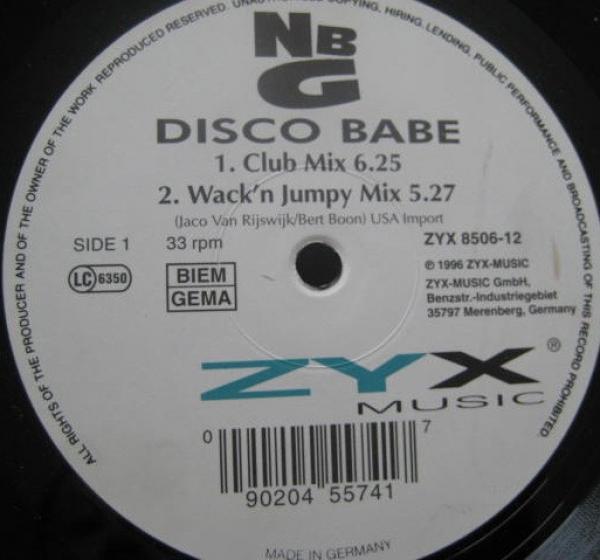 ALL RIGHTS OF THE PRODUCER AND OF THE OWNER OF THE WORK REPRODUCED RESERVED. UNAUTHORISED COPYING, HIRING, LENDING, PUBLIC PERFORMANCE AND BROADCASTING OF THIS RECORD PROHIBITED
NB
G
DISCO BABE
1. Club Mix 6.25
2. Wack'n Jumpy Mix 5.27
(Jaco Van Rijswijk/Bert Boon) USA Import
SIDE 1 33 rpm ZYX 8506-12
LC 6350
BIEM
GEMA
℗ 1996 ZYX-MUSIC
ZYX-MUSIC GmbH,
Benzstr.-Industriegebiet
35797 Merenberg, Germany
ZYX®
MUSIC
0 90204 55741 7
MADE IN GERMANY